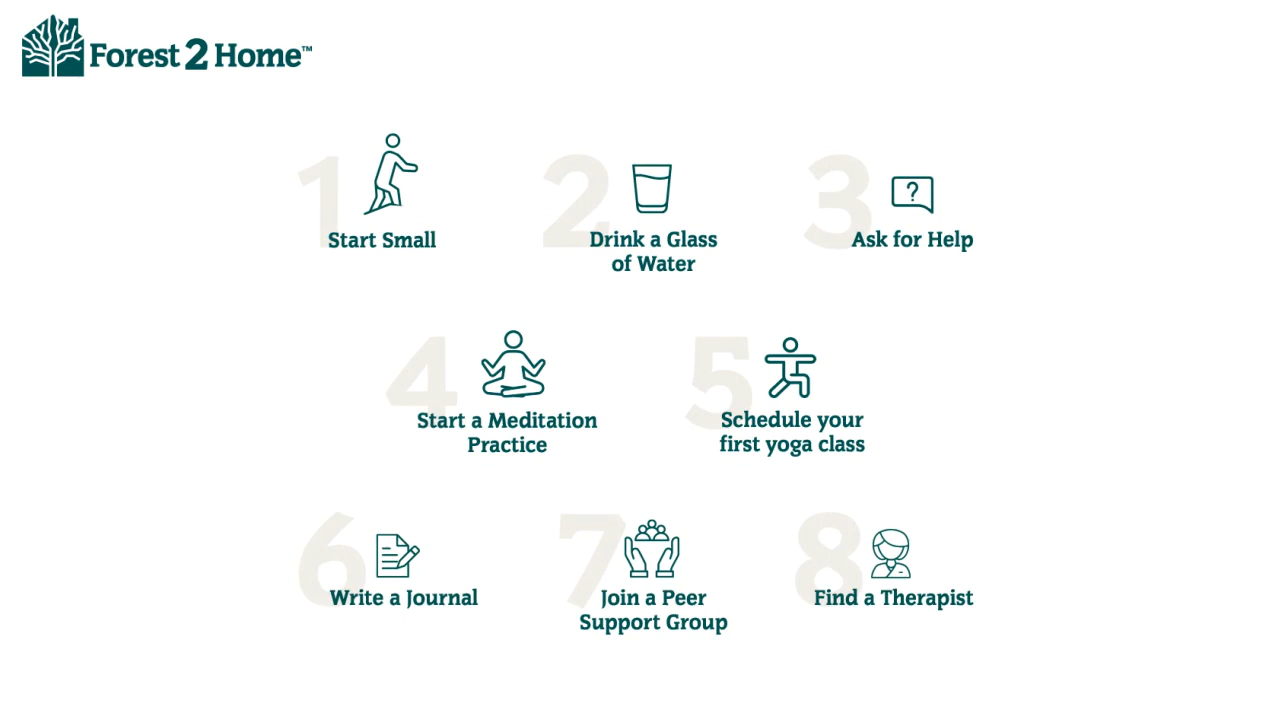 Forest 2 Home™
1
Start Small
2
Drink a Glass
of Water
3
?
Ask for Help
4
Start a Meditation
Practice
5
Schedule your
first yoga class
6
Write a Journal
7
Join a Peer
Support Group
8
Find a Therapist